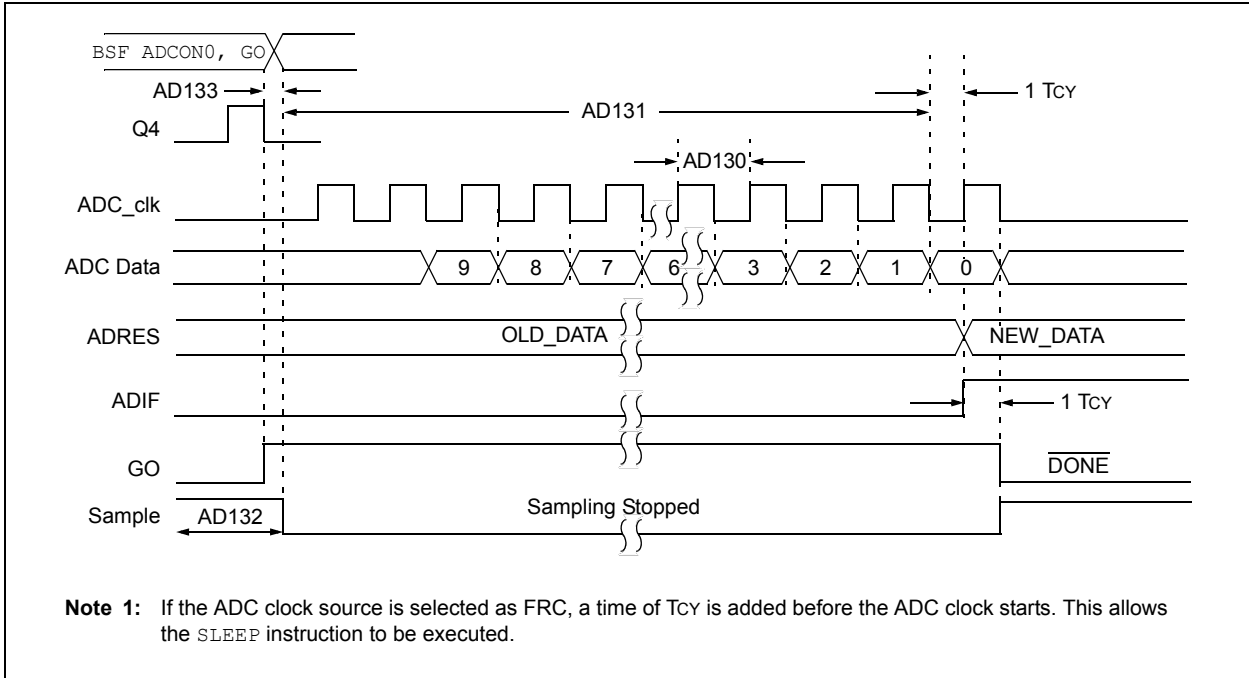 BSF ADCON0, GO
AD133
1 TCY
AD131
Q4
AD130
ADC_clk
ADC Data 9 8 7 6 3 2 1 0
ADRES OLD_DATA NEW_DATA
ADIF 1 TCY
GO DONE
Sample AD132 Sampling Stopped
Note 1: If the ADC clock source is selected as FRC, a time of TCY is added before the ADC clock starts. This allows
the SLEEP instruction to be executed.